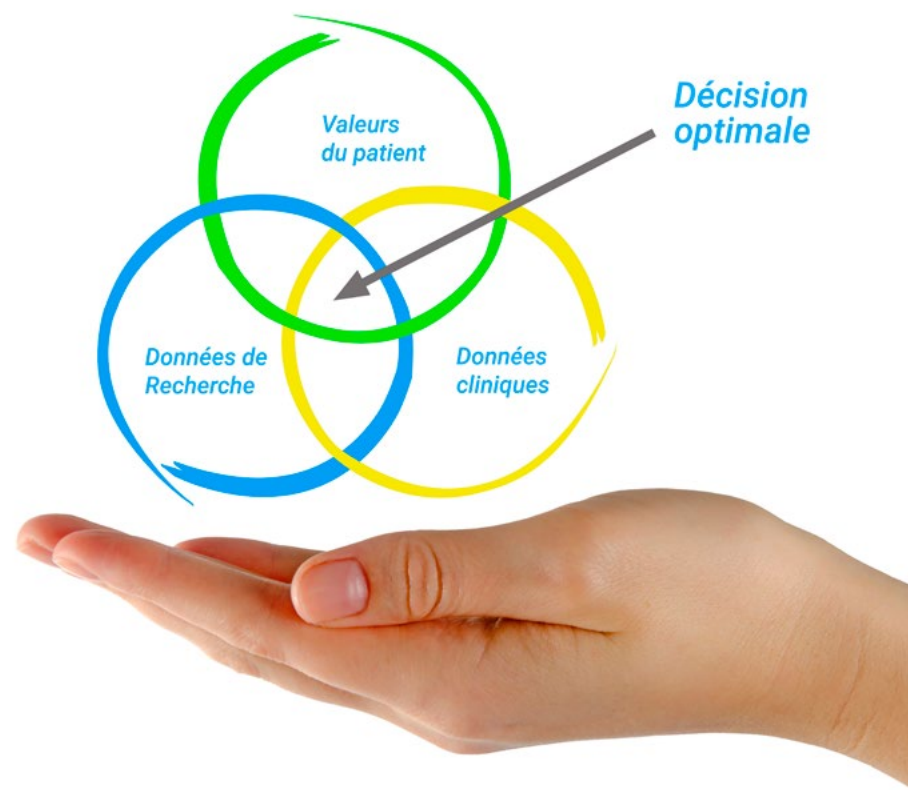 Valeurs
du patient
Décision
optimale
Données de
Recherche
Données
cliniques